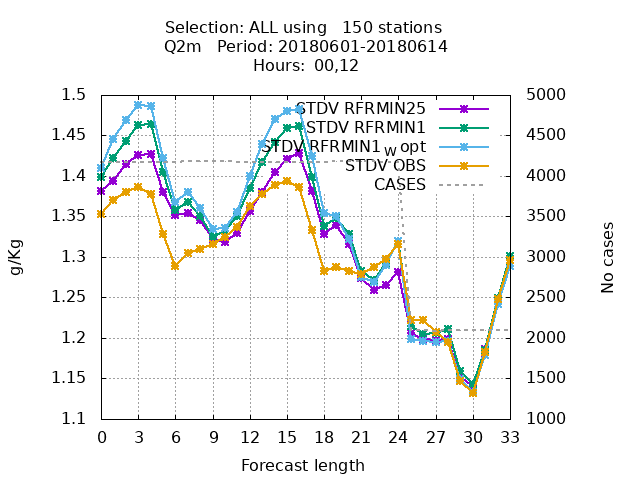 Selection: ALL using   150 stations
Q2m   Period: 20180601-20180614
Hours:  00,12
STDV RFRMIN25
STDV RFRMIN1
STDV RFRMIN1_w opt
STDV OBS
CASES
1.5
1.45
1.4
1.35
1.3
1.25
1.2
1.15
1.1
5000
4500
4000
3500
3000
2500
2000
1500
1000
g/Kg
No cases
0 3 6 9 12 15 18 21 24 27 30 33
Forecast length